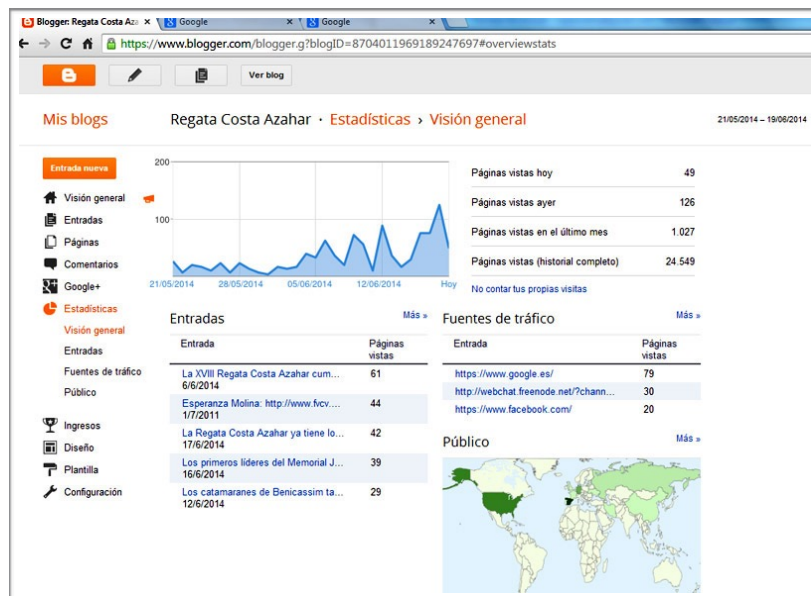 Blogger: Regata Costa Aza
Google
Google
https://www.blogger.com/blogger.g?blogID=8704011969189247697#overviewstats
Ver blog
Mis blogs
Regata Costa Azahar · Estadísticas › Visión general
21/05/2014 – 19/06/2014
Entrada nueva
Visión general
Entradas
Páginas
Comentarios
Google+
Estadísticas
Visión general
Entradas
Fuentes de tráfico
Público
Ingresos
Diseño
Plantilla
Configuración
200
100
21/05/2014 28/05/2014 05/06/2014 12/06/2014 Hoy
Páginas vistas hoy 49
Páginas vistas ayer 126
Páginas vistas en el último mes 1.027
Páginas vistas (historial completo) 24.549
No contar tus propias visitas
Entradas Más »
Entrada Páginas
vistas
La XVIII Regata Costa Azahar cum... 61
6/6/2014
Esperanza Molina: http://www.fvcv.... 44
1/7/2011
La Regata Costa Azahar ya tiene lo... 42
17/6/2014
Los primeros líderes del Memorial J... 39
16/6/2014
Los catamaranes de Benicassim ta... 29
12/6/2014
Fuentes de tráfico Más »
Entrada Páginas
vistas
https://www.google.es/ 79
http://webchat.freenode.net/?chann... 30
https://www.facebook.com/ 20
Público Más »